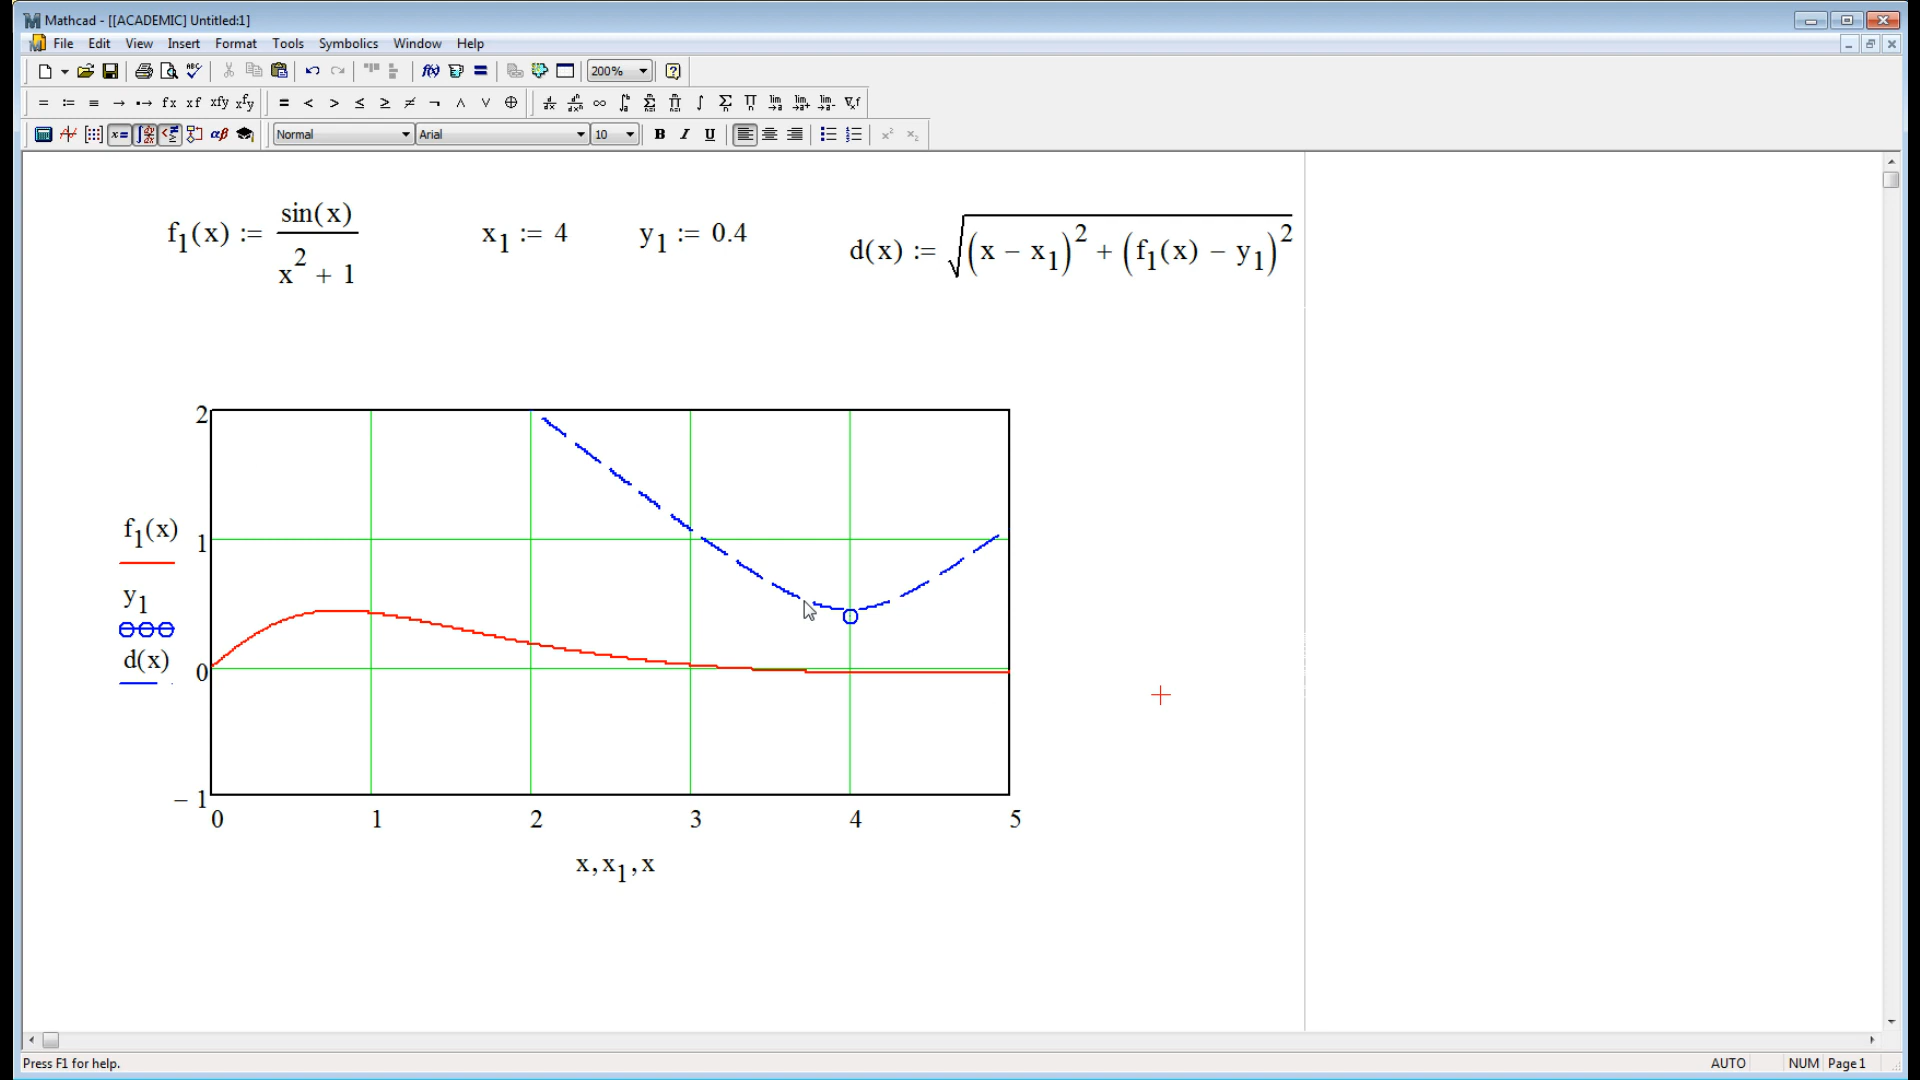 Mathcad - [[ACADEMIC] Untitled:1]
File Edit View Insert Format Tools Symbolics Window Help
200%
Normal Arial 10 B I U
f₁(x) := sin(x) / (x² + 1)
x₁ := 4
y₁ := 0.4
d(x) := √((x − x₁)² + (f₁(x) − y₁)²)
2
f₁(x)
1
y₁
d(x)
0
− 1
0 1 2 3 4 5
x,x₁,x
Press F1 for help.
AUTO NUM Page 1